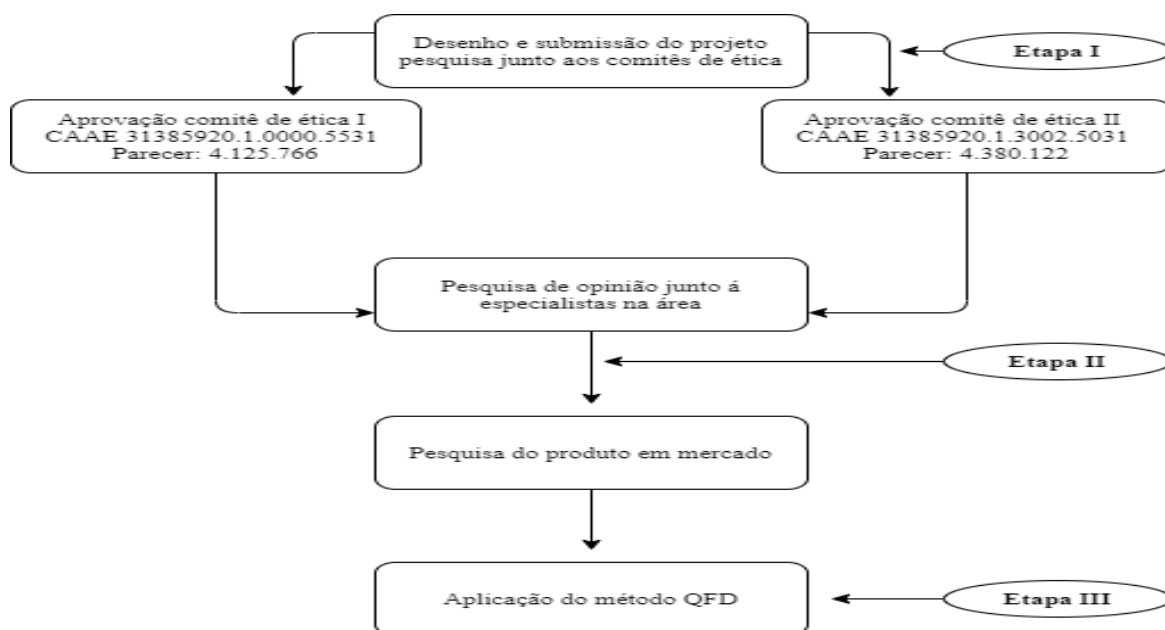 Desenho e submissão do projeto
pesquisa junto aos comitês de ética
Etapa I
Aprovação comitê de ética I
CAAE 31385920.1.0000.5531
Parecer: 4.125.766
Aprovação comitê de ética II
CAAE 31385920.1.3002.5031
Parecer: 4.380.122
Pesquisa de opinião junto á
especialistas na área
Etapa II
Pesquisa do produto em mercado
Aplicação do método QFD
Etapa III